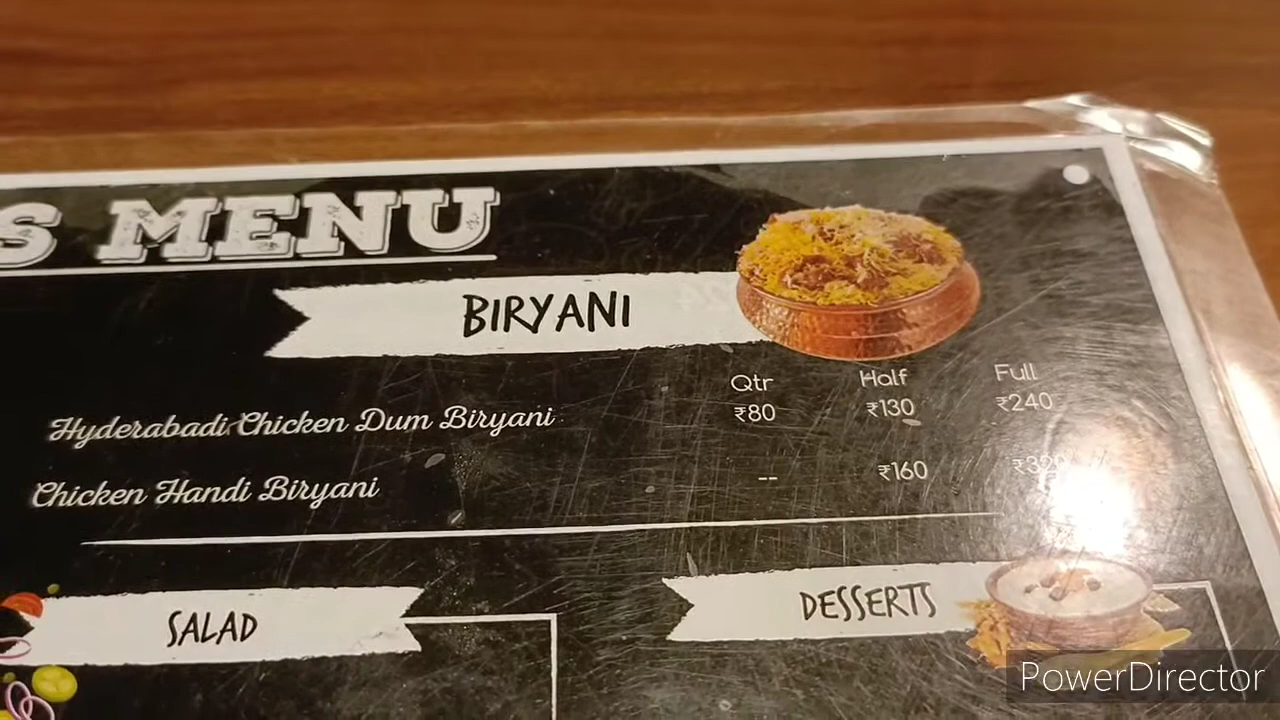 S MENU
BIRYANI
Qtr Half Full
Hyderabadi Chicken Dum Biryani ₹80 ₹130 ₹240
Chicken Handi Biryani -- ₹160
SALAD
DESSERTS
PowerDirector